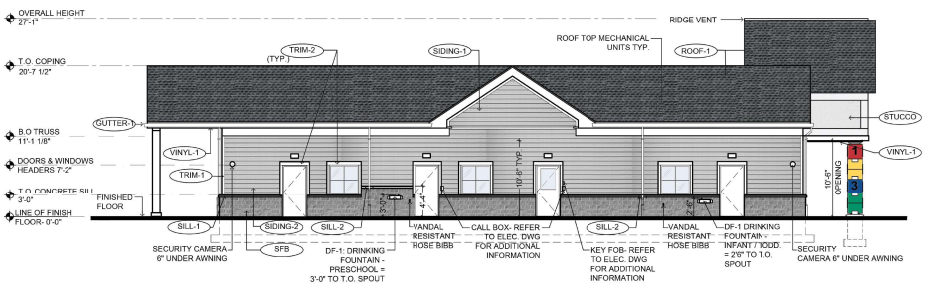 OVERALL HEIGHT
27'-1"
RIDGE VENT
ROOF TOP MECHANICAL
UNITS TYP.
TRIM-2
(TYP.)
SIDING-1
ROOF-1
T.O. COPING
20'-7 1/2"
GUTTER-1
STUCCO
B.O TRUSS
11'-1 1/8"
VINYL-1
VINYL-1
DOORS & WINDOWS
HEADERS 7'-2"
TRIM-1
10'-6" TYP.
10'-6"
OPENING
1
3
T.O. CONCRETE SILL
3'-0"
FINISHED
FLOOR
LINE OF FINISH
FLOOR- 0'-0"
3'-0"
4'-4"
2'-6"
SILL-1
SIDING-2
SILL-2
SILL-2
SFB
SECURITY CAMERA
6" UNDER AWNING
DF-1: DRINKING
FOUNTAIN -
PRESCHOOL =
3'-0" TO T.O. SPOUT
VANDAL
RESISTANT
HOSE BIBB
CALL BOX- REFER
TO ELEC. DWG
FOR ADDITIONAL
INFORMATION
KEY FOB- REFER
TO ELEC. DWG
FOR ADDITIONAL
INFORMATION
VANDAL
RESISTANT
HOSE BIBB
DF-1 DRINKING
FOUNTAIN -
INFANT / TODD.
= 2'6" TO T.O.
SPOUT
SECURITY
CAMERA 6" UNDER AWNING